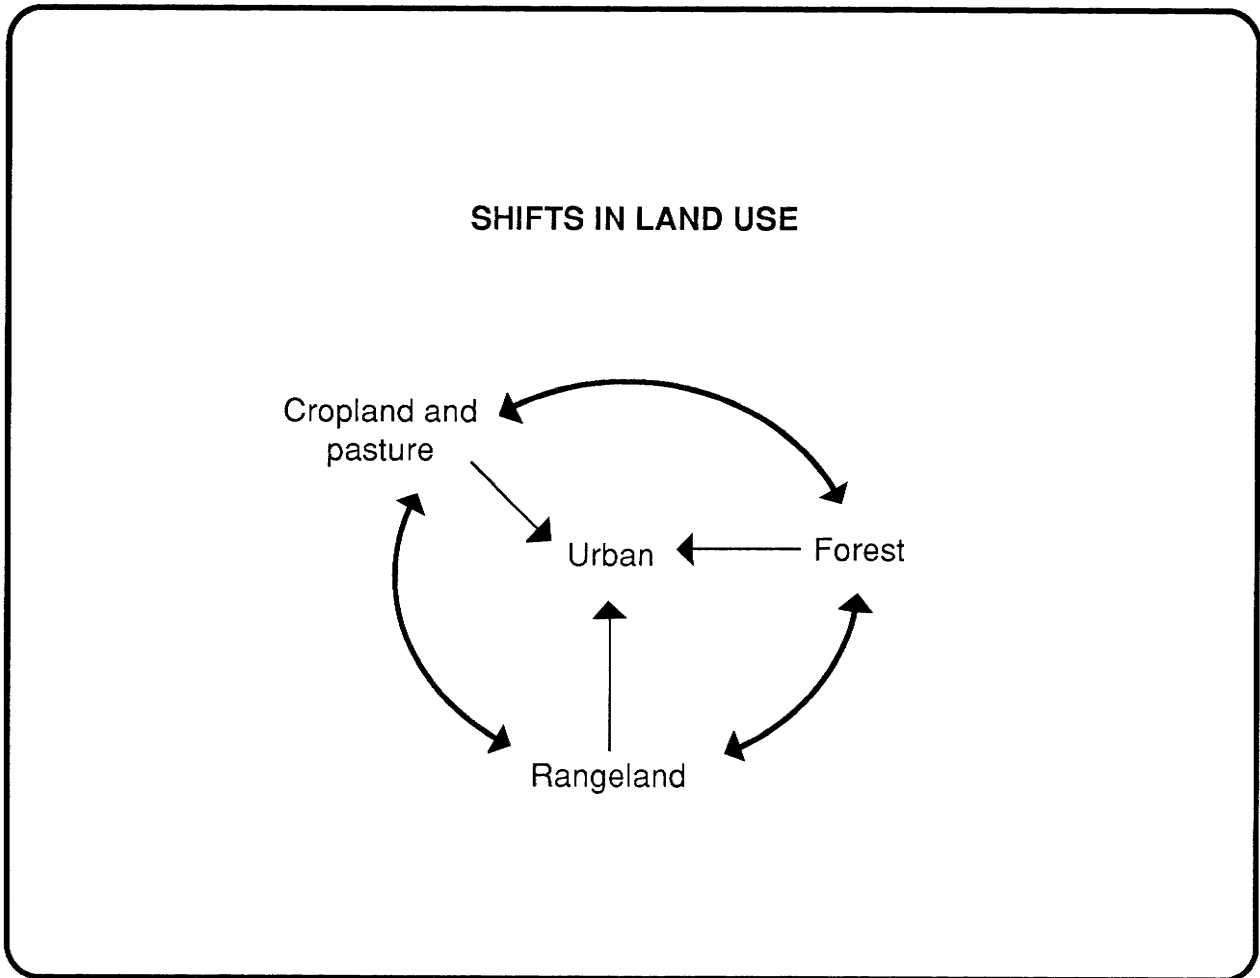 SHIFTS IN LAND USE
Cropland and
pasture
Urban
Forest
Rangeland